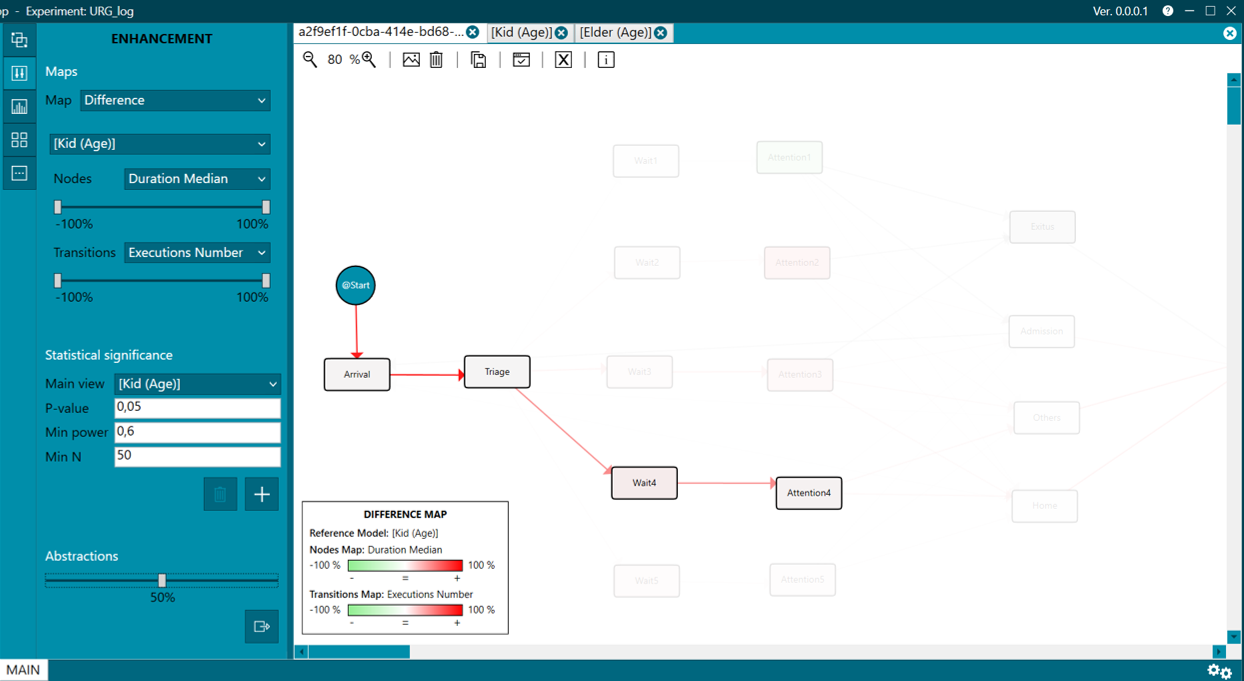 op - Experiment: URG_log
Ver. 0.0.0.1
ENHANCEMENT
Maps
Map Difference
[Kid (Age)]
Nodes Duration Median
-100% 100%
Transitions Executions Number
-100% 100%
Statistical significance
Main view [Kid (Age)]
P-value 0,05
Min power 0,6
Min N 50
Abstractions
50%
MAIN
a2f9ef1f-0cba-414e-bd68-... [Kid (Age)] [Elder (Age)]
80 %
Wait1 Attention1
Exitus
Wait2 Attention2
@Start
Admission
Arrival Triage Wait3 Attention3
Others
Wait4 Attention4
Home
Wait5 Attention5
DIFFERENCE MAP
Reference Model: [Kid (Age)]
Nodes Map: Duration Median
-100 % 100 %
- = +
Transitions Map: Executions Number
-100 % 100 %
- = +